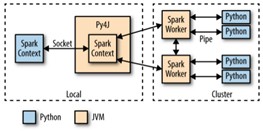 Py4J
Spark
Context
Socket
Spark
Context
Spark
Worker
Python
Python
Pipe
Spark
Worker
Python
Python
Local
Cluster
Python
JVM